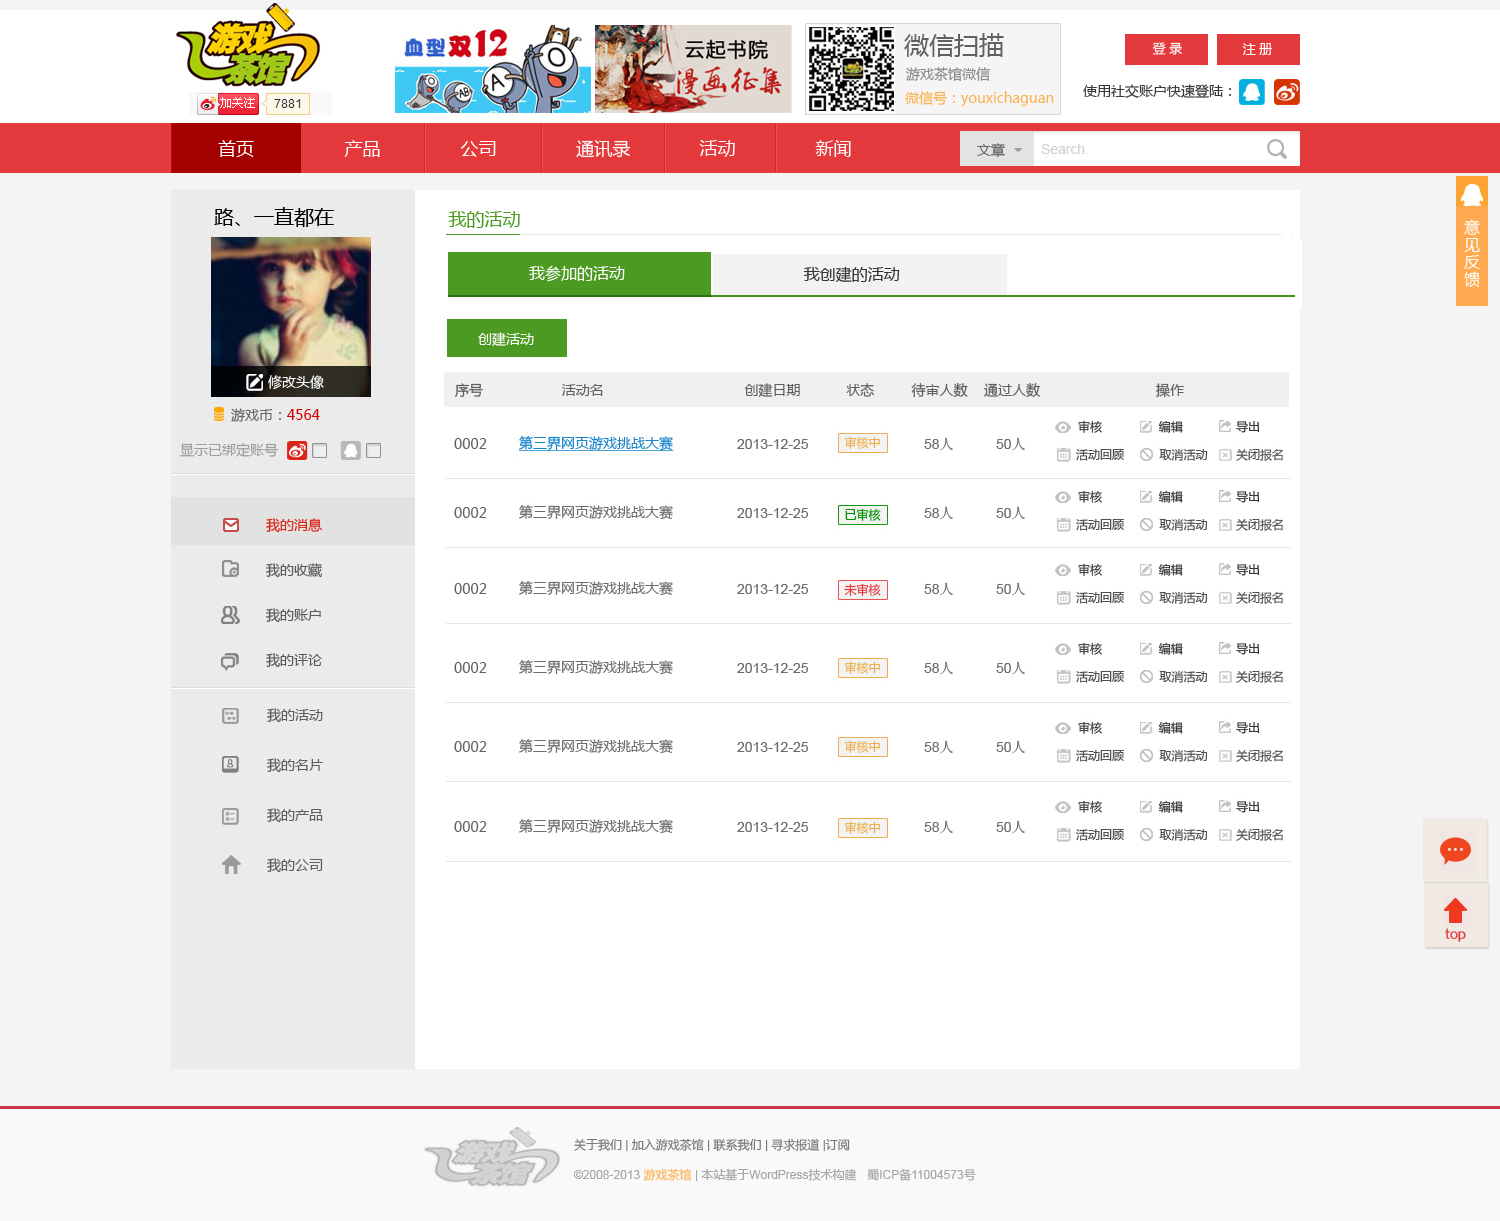 游戏茶馆
加关注 7881
血型双12
A
AB
云起书院
漫画征集
微信扫描
游戏茶馆微信
微信号：youxichaguan
登录 注册
使用社交账户快速登陆：
首页 产品 公司 通讯录 活动 新闻 文章 Search.
意见反馈
路、一直都在
修改头像
游戏币：4564
显示已绑定账号
我的消息
我的收藏
我的账户
我的评论
我的活动
我的名片
我的产品
我的公司
我的活动
我参加的活动 我创建的活动
创建活动
序号 活动名 创建日期 状态 待审人数 通过人数 操作
0002 第三界网页游戏挑战大赛 2013-12-25 审核中 58人 50人 审核 编辑 导出
活动回顾 取消活动 关闭报名
0002 第三界网页游戏挑战大赛 2013-12-25 已审核 58人 50人 审核 编辑 导出
活动回顾 取消活动 关闭报名
0002 第三界网页游戏挑战大赛 2013-12-25 未审核 58人 50人 审核 编辑 导出
活动回顾 取消活动 关闭报名
0002 第三界网页游戏挑战大赛 2013-12-25 审核中 58人 50人 审核 编辑 导出
活动回顾 取消活动 关闭报名
0002 第三界网页游戏挑战大赛 2013-12-25 审核中 58人 50人 审核 编辑 导出
活动回顾 取消活动 关闭报名
0002 第三界网页游戏挑战大赛 2013-12-25 审核中 58人 50人 审核 编辑 导出
活动回顾 取消活动 关闭报名
top
游戏茶馆
关于我们 | 加入游戏茶馆 | 联系我们 | 寻求报道 |订阅
©2008-2013 游戏茶馆 | 本站基于WordPress技术构建 蜀ICP备11004573号